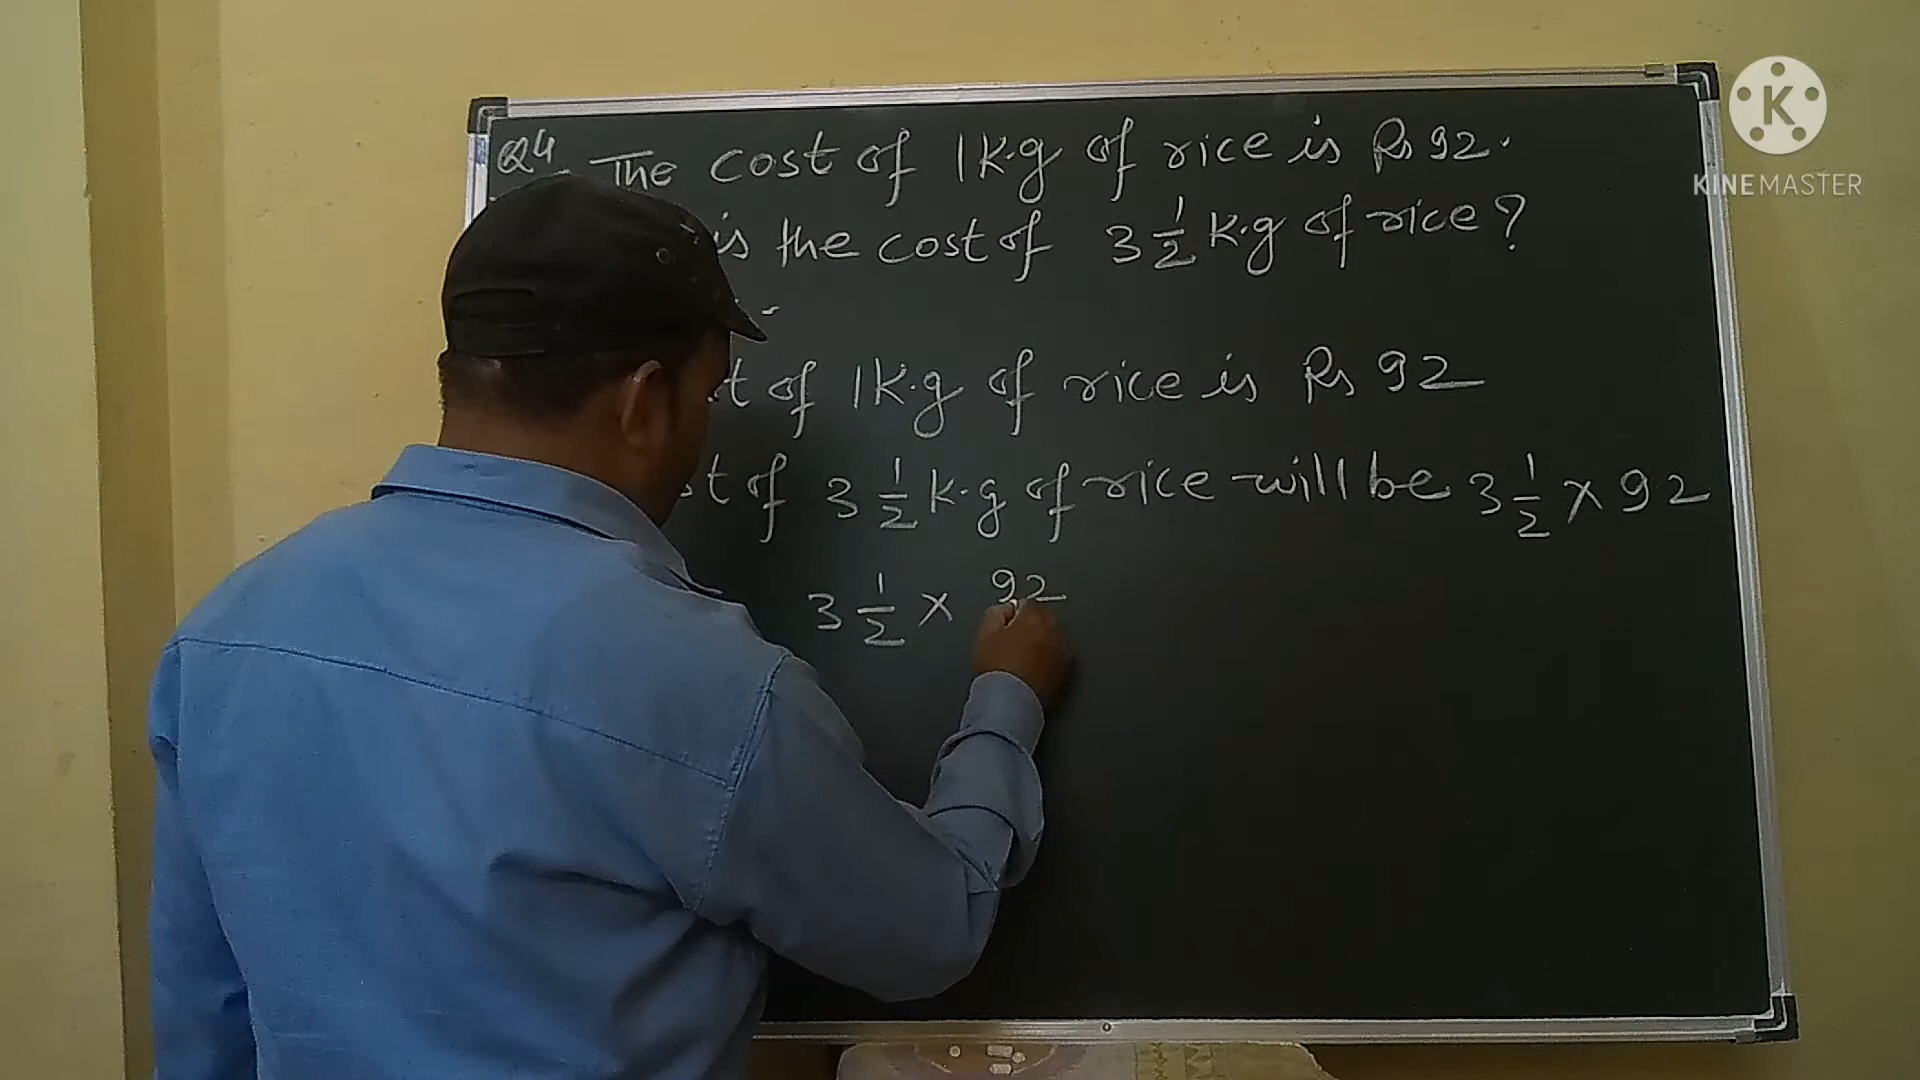 Q4. The cost of 1 k.g of rice is Rs 92.
is the cost of 3 1/2 k.g of rice?
of 1 k.g of rice is Rs 92
of 3 1/2 k.g of rice will be 3 1/2 × 92
3 1/2 × 92
K
KINEMASTER